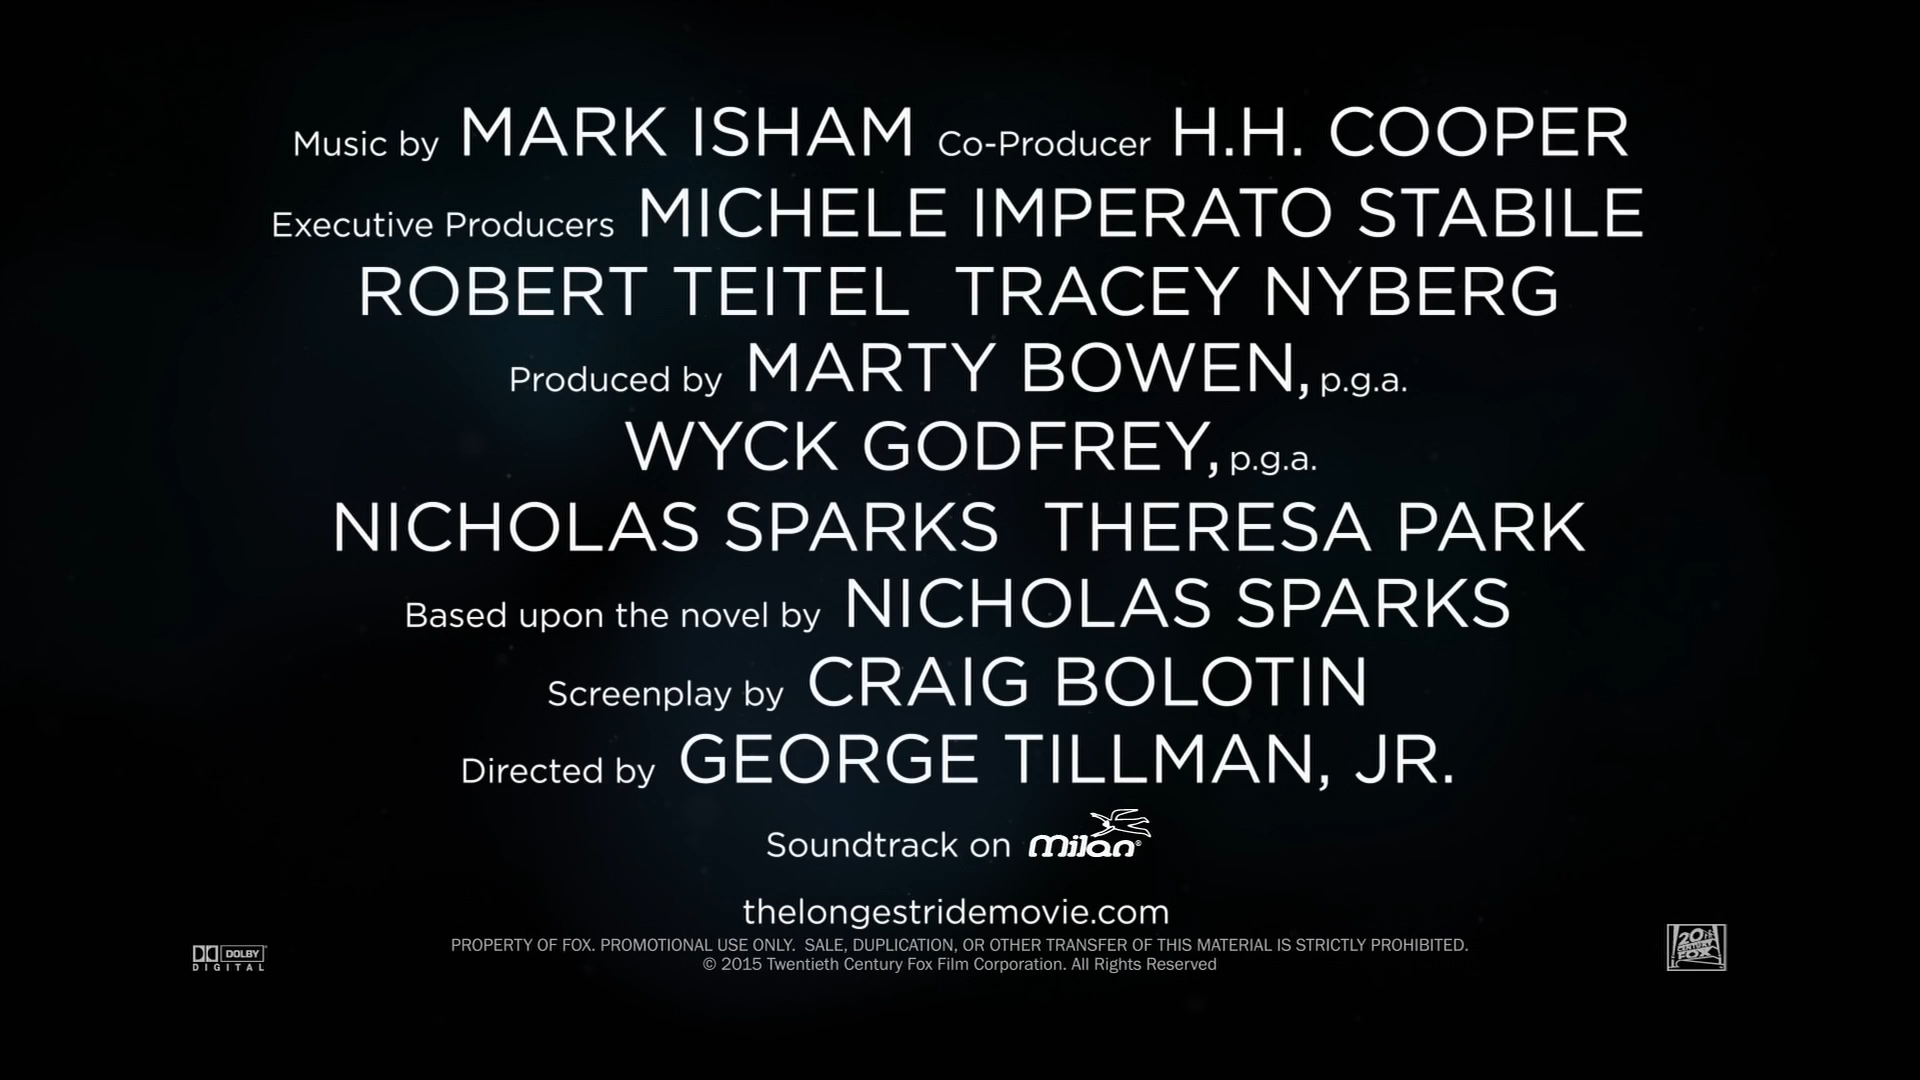 Music by MARK ISHAM Co-Producer H.H. COOPER
Executive Producers MICHELE IMPERATO STABILE
ROBERT TEITEL TRACEY NYBERG
Produced by MARTY BOWEN, p.g.a.
WYCK GODFREY, p.g.a.
NICHOLAS SPARKS THERESA PARK
Based upon the novel by NICHOLAS SPARKS
Screenplay by CRAIG BOLOTIN
Directed by GEORGE TILLMAN, JR.
Soundtrack on milan®
thelongestridemovie.com
PROPERTY OF FOX. PROMOTIONAL USE ONLY. SALE, DUPLICATION, OR OTHER TRANSFER OF THIS MATERIAL IS STRICTLY PROHIBITED.
© 2015 Twentieth Century Fox Film Corporation. All Rights Reserved
DOLBY
DIGITAL
20th
CENTURY
FOX